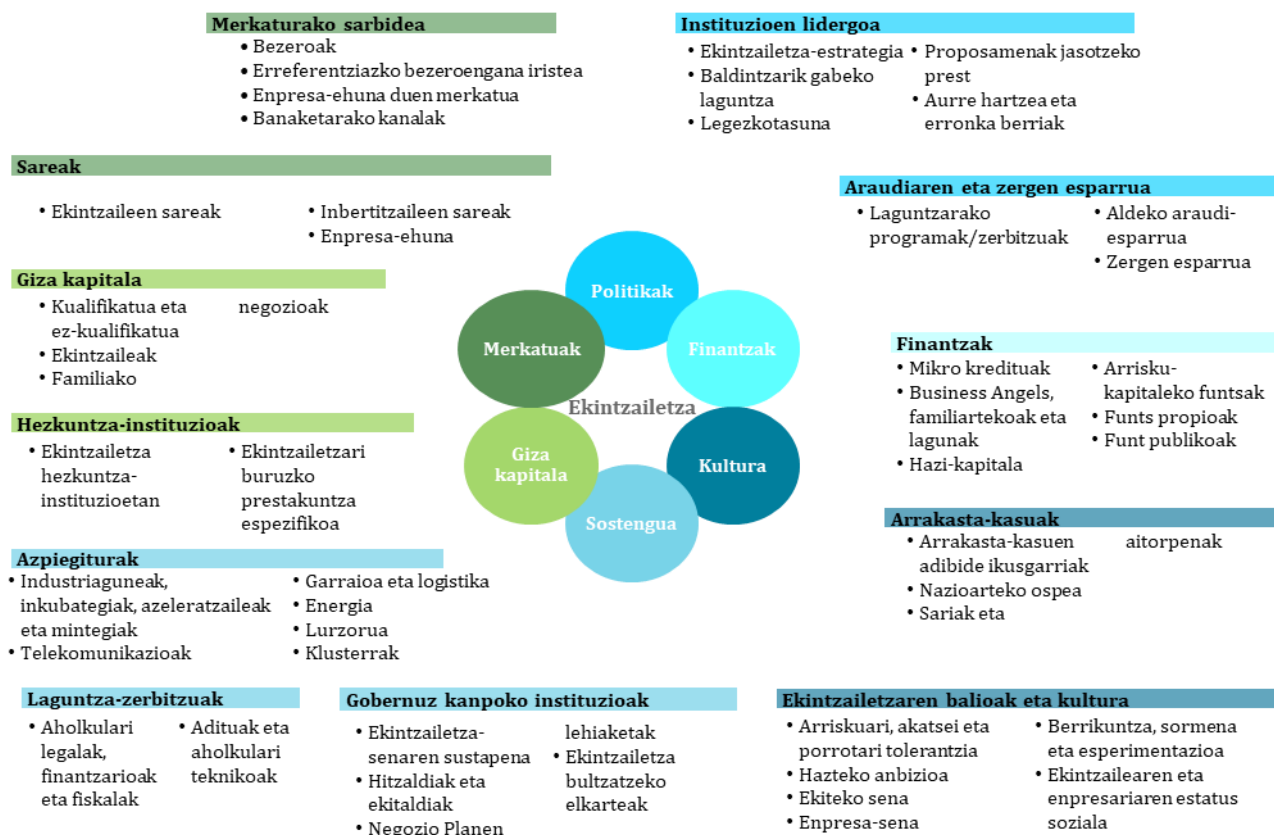 Merkaturako sarbidea
• Bezeroak
• Erreferentziazko bezeroengana iristea
• Enpresa-ehuna duen merkatua
• Banaketarako kanalak
Instituzioen lidergoa
• Ekintzailetza-estrategia
• Baldintzarik gabeko
laguntza
• Legezkotasuna
• Proposamenak jasotzeko
prest
• Aurre hartzea eta
erronka berriak
Sareak
• Ekintzaileen sareak
• Inbertitzaileen sareak
• Enpresa-ehuna
Araudiaren eta zergen esparrua
• Laguntzarako
programak/zerbitzuak
• Aldeko araudi-
esparrua
• Zergen esparrua
Giza kapitala
• Kualifikatua eta
ez-kualifikatua
• Ekintzaileak
• Familiako
negozioak
Politikak
Merkatuak
Finantzak
Ekintzailetza
Giza
kapitala
Kultura
Sostengua
Finantzak
• Mikro kredituak
• Business Angels,
familiartekoak eta
lagunak
• Hazi-kapitala
• Arrisku-
kapitaleko funtsak
• Funts propioak
• Funt publikoak
Hezkuntza-instituzioak
• Ekintzailetza
hezkuntza-
instituzioetan
• Ekintzailetzari
buruzko
prestakuntza
espezifikoa
Arrakasta-kasuak
• Arrakasta-kasuen
adibide ikusgarriak
• Nazioarteko ospea
• Sariak eta
aitorpenak
Azpiegiturak
• Industriaguneak,
inkubategiak, azeleratzaileak
eta mintegiak
• Telekomunikazioak
• Garraioa eta logistika
• Energia
• Lurzorua
• Klusterrak
Laguntza-zerbitzuak
• Aholkulari
legalak,
finantzarioak
eta fiskalak
• Adituak eta
aholkulari
teknikoak
Gobernuz kanpoko instituzioak
• Ekintzailetza-
senaren sustapena
• Hitzaldiak eta
ekitaldiak
• Negozio Planen
lehiaketak
• Ekintzailetza
bultzatzeko
elkarteak
Ekintzailetzaren balioak eta kultura
• Arriskuari, akatsei eta
porrotari tolerantzia
• Hazteko anbizioa
• Ekiteko sena
• Enpresa-sena
• Berrikuntza, sormena
eta esperimentazioa
• Ekintzailearen eta
enpresariaren estatus
soziala